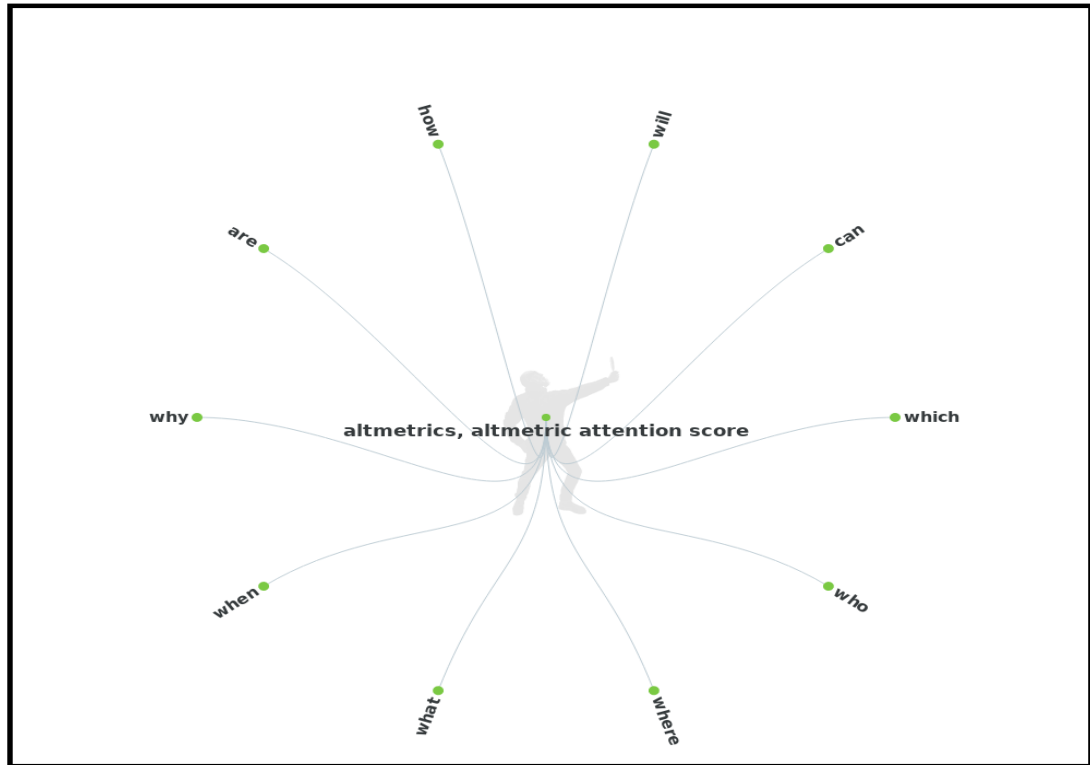 how
will
are
can
why
altmetrics, altmetric attention score
which
when
who
what
where